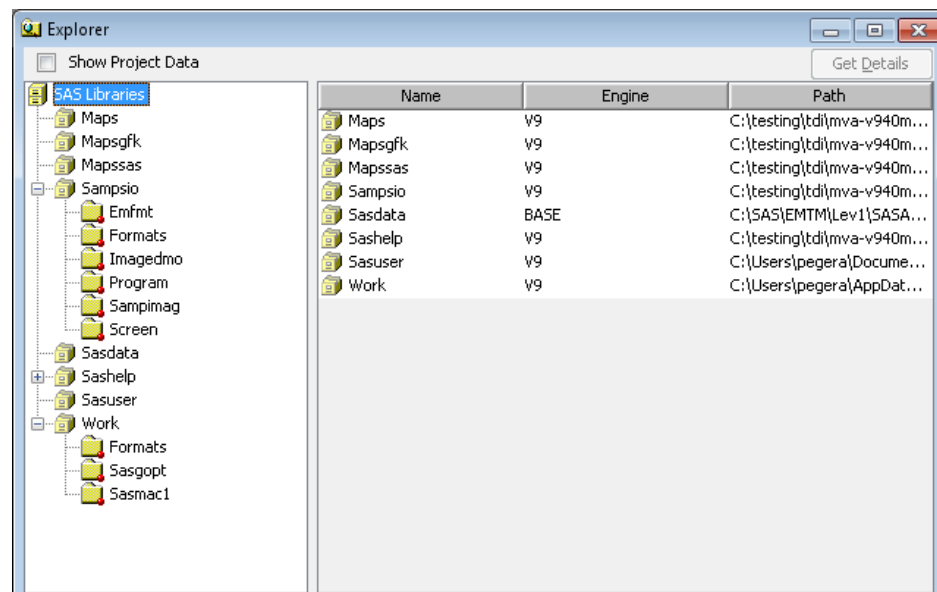 Explorer
Show Project Data
Get Details
SAS Libraries
Maps
Mapsgfk
Mapssas
Sampsio
Emfmt
Formats
Imagedmo
Program
Sampimag
Screen
Sasdata
Sashelp
Sasuser
Work
Formats
Sasgopt
Sasmac1
Name Engine Path
Maps V9 C:\testing\tdi\mva-v940m...
Mapsgfk V9 C:\testing\tdi\mva-v940m...
Mapssas V9 C:\testing\tdi\mva-v940m...
Sampsio V9 C:\testing\tdi\mva-v940m...
Sasdata BASE C:\SAS\EMTM\Lev1\SASA...
Sashelp V9 C:\testing\tdi\mva-v940m...
Sasuser V9 C:\Users\pegera\Docume...
Work V9 C:\Users\pegera\AppDat...